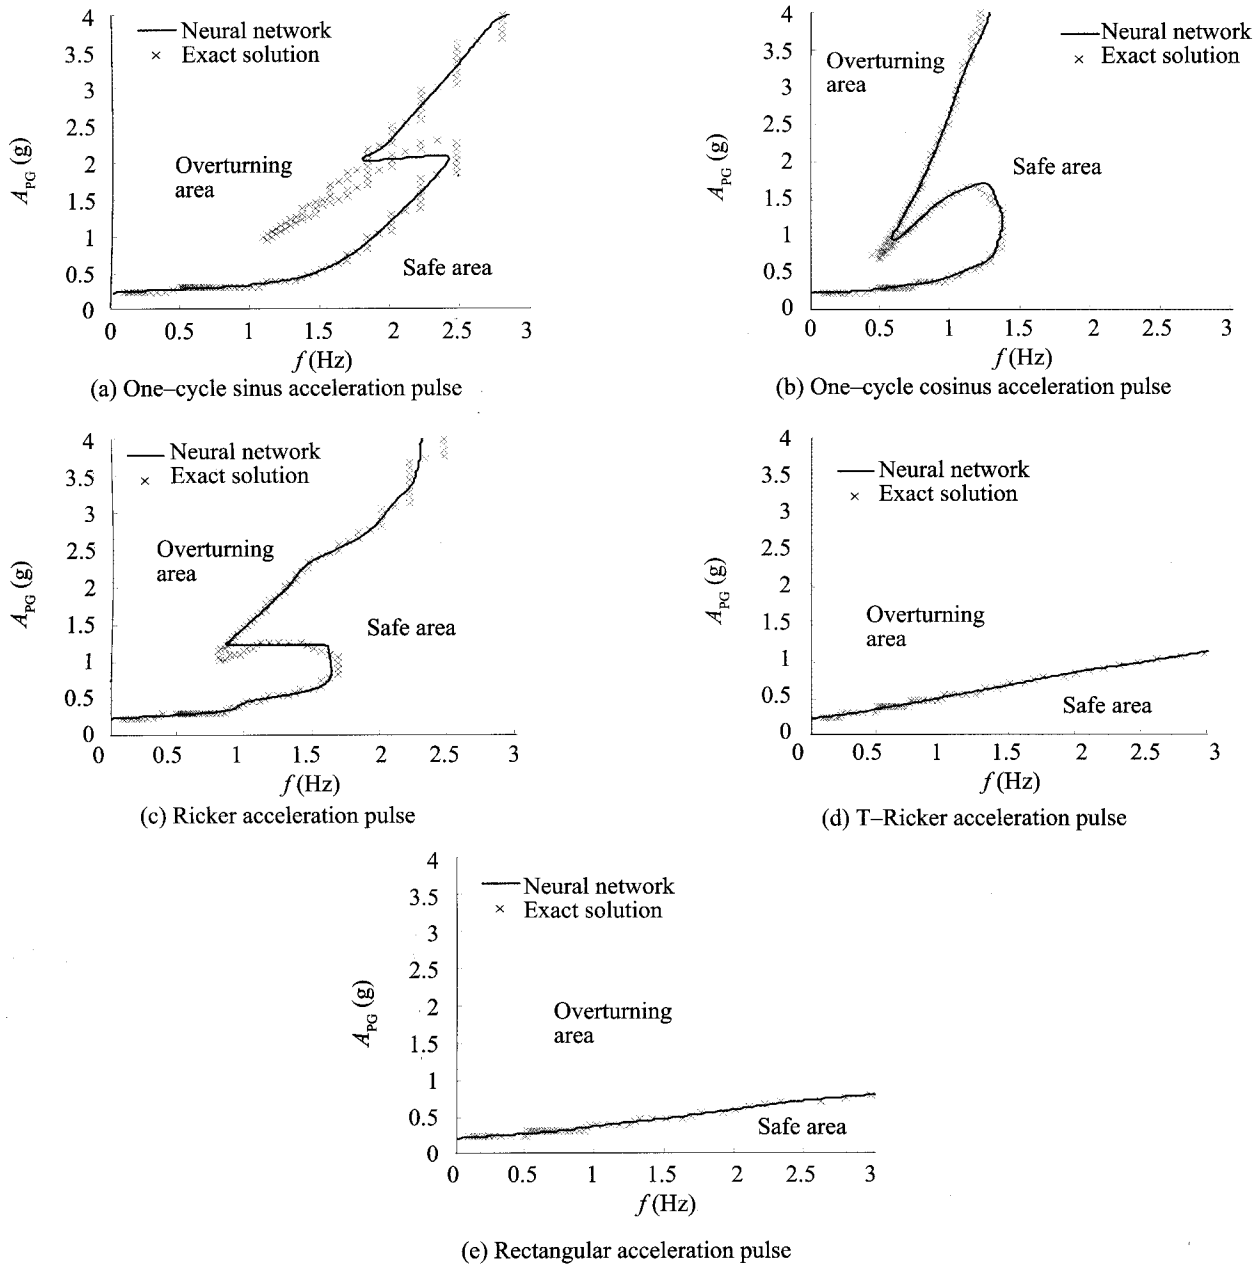 4
3.5
3
2.5
2
1.5
1
0.5
0
A_PG (g)
Neural network
Exact solution
Overturning
area
Safe area
0 0.5 1 1.5 2 2.5 3
f (Hz)
(a) One–cycle sinus acceleration pulse
4
3.5
3
2.5
2
1.5
1
0.5
0
A_PG (g)
Neural network
Exact solution
Overturning
area
Safe area
0 0.5 1 1.5 2 2.5 3
f (Hz)
(b) One–cycle cosinus acceleration pulse
4
3.5
3
2.5
2
1.5
1
0.5
0
A_PG (g)
Neural network
Exact solution
Overturning
area
Safe area
0 0.5 1 1.5 2 2.5 3
f (Hz)
(c) Ricker acceleration pulse
4
3.5
3
2.5
2
1.5
1
0.5
0
A_PG (g)
Neural network
Exact solution
Overturning
area
Safe area
0 0.5 1 1.5 2 2.5 3
f (Hz)
(d) T–Ricker acceleration pulse
4
3.5
3
2.5
2
1.5
1
0.5
0
A_PG (g)
Neural network
Exact solution
Overturning
area
Safe area
0 0.5 1 1.5 2 2.5 3
f (Hz)
(e) Rectangular acceleration pulse